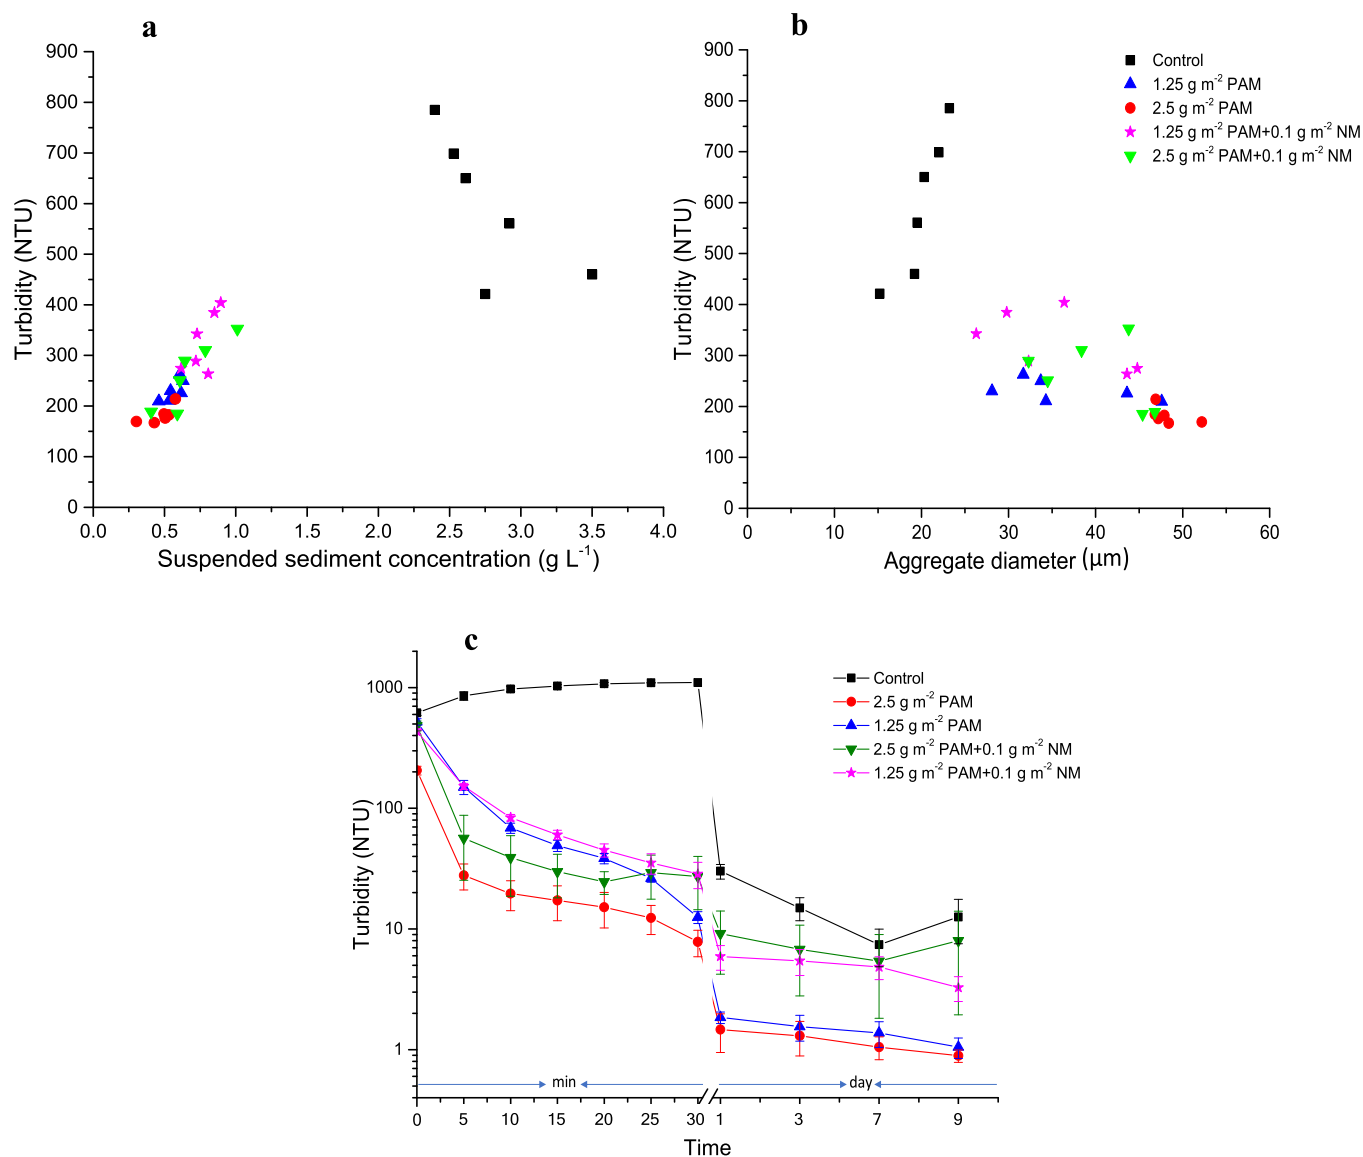 a
900
800
700
600
500
400
300
200
100
0
Turbidity (NTU)
0.0 0.5 1.0 1.5 2.0 2.5 3.0 3.5 4.0
Suspended sediment concentration (g L⁻¹)
b
900
800
700
600
500
400
300
200
100
0
Turbidity (NTU)
0 10 20 30 40 50 60
Aggregate diameter (μm)
Control
1.25 g m⁻² PAM
2.5 g m⁻² PAM
1.25 g m⁻² PAM+0.1 g m⁻² NM
2.5 g m⁻² PAM+0.1 g m⁻² NM
c
1000
100
10
1
Turbidity (NTU)
Control
2.5 g m⁻² PAM
1.25 g m⁻² PAM
2.5 g m⁻² PAM+0.1 g m⁻² NM
1.25 g m⁻² PAM+0.1 g m⁻² NM
min day
0 5 10 15 20 25 30 1 3 7 9
Time